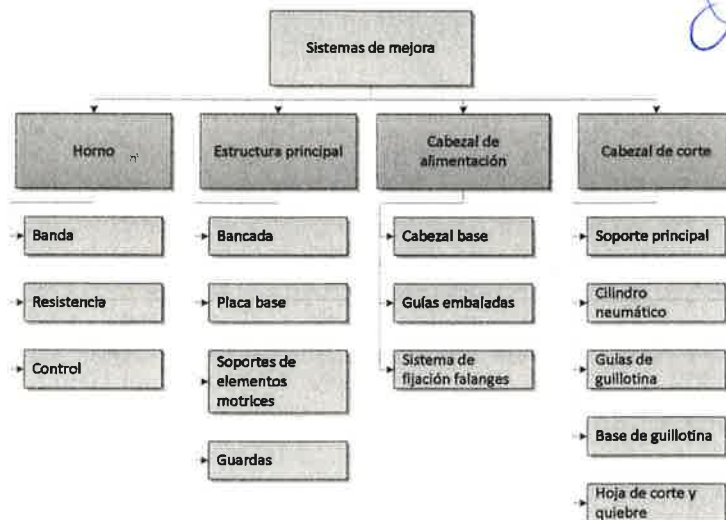 Sistemas de mejora
Horno
Estructura principal
Cabezal de
alimentación
Cabezal de corte
Banda
Resistencia
Control
Bancada
Placa base
Soportes de
elementos
motrices
Guardas
Cabezal base
Guías embaladas
Sistema de
fijación falanges
Soporte principal
Cilindro
neumático
Guías de
guillotina
Base de guillotina
Hoja de corte y
quiebre